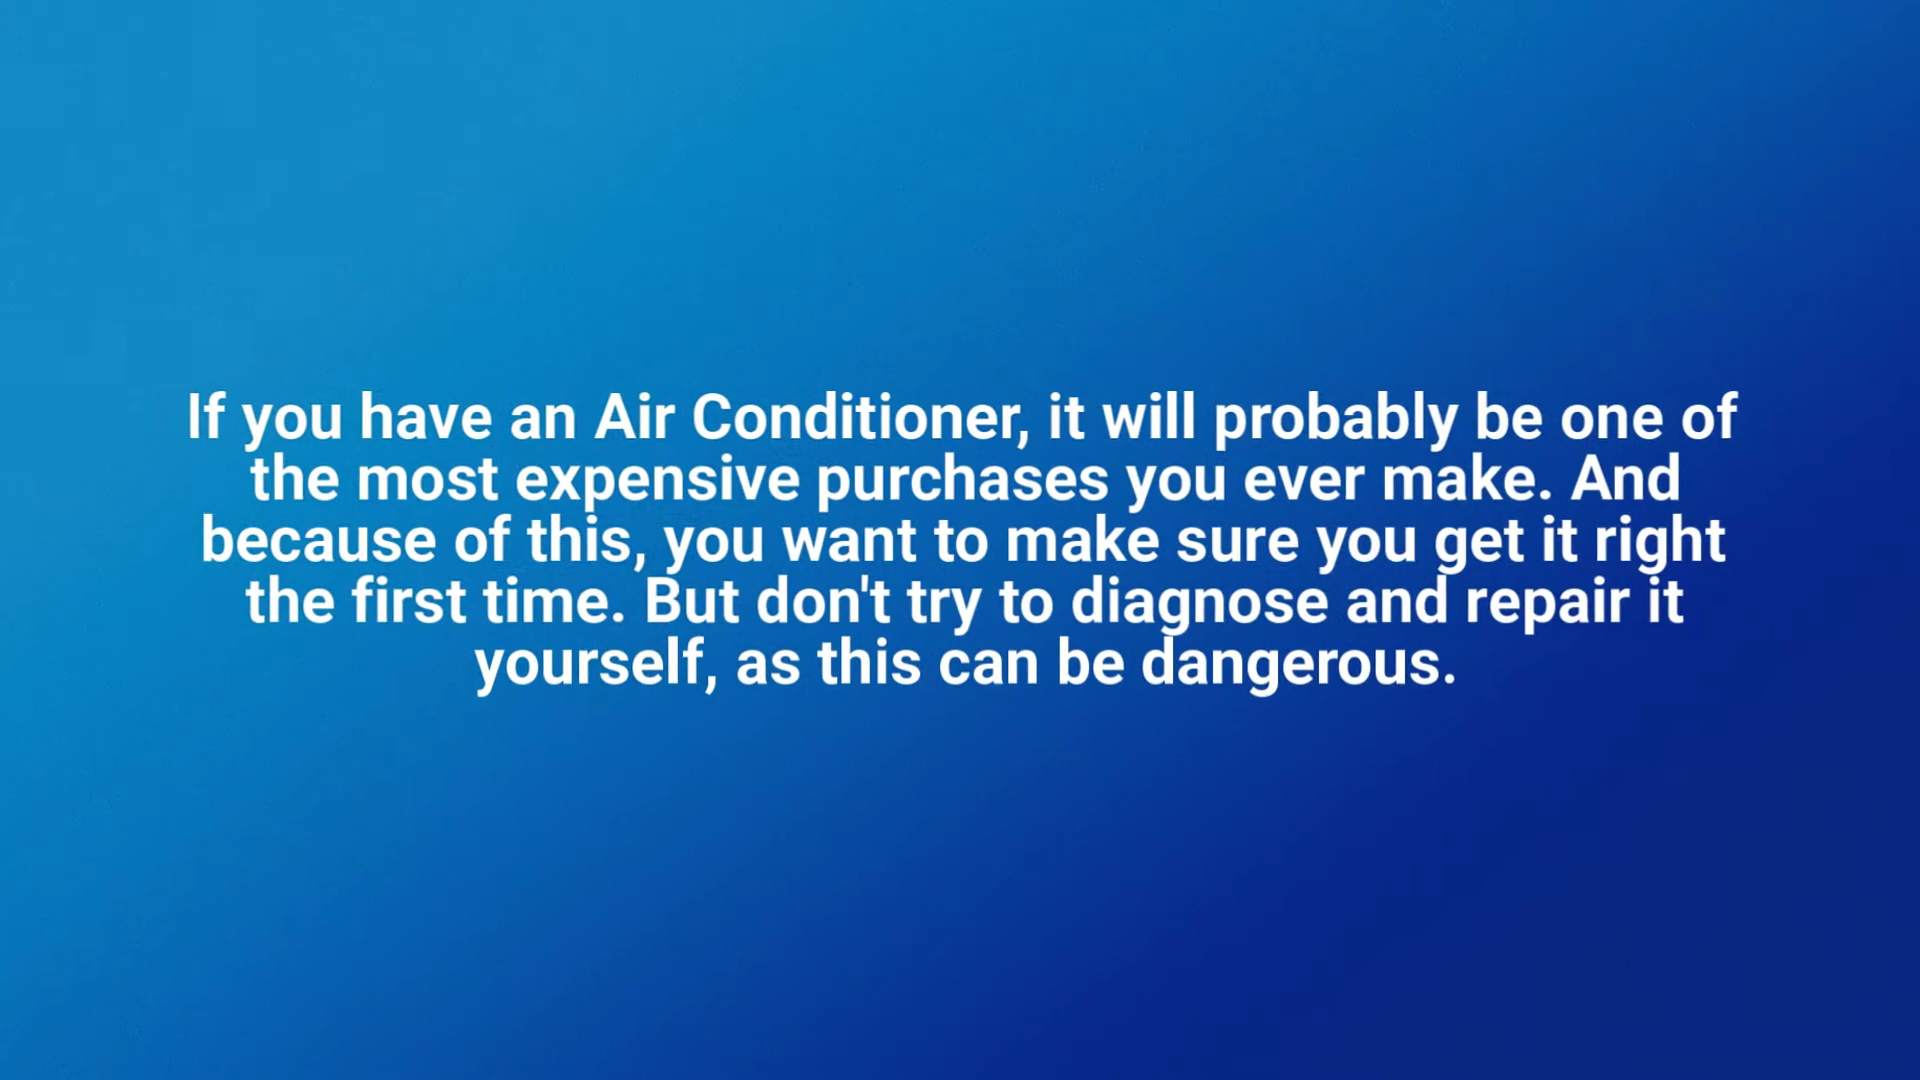 If you have an Air Conditioner, it will probably be one of
the most expensive purchases you ever make. And
because of this, you want to make sure you get it right
the first time. But don't try to diagnose and repair it
yourself, as this can be dangerous.